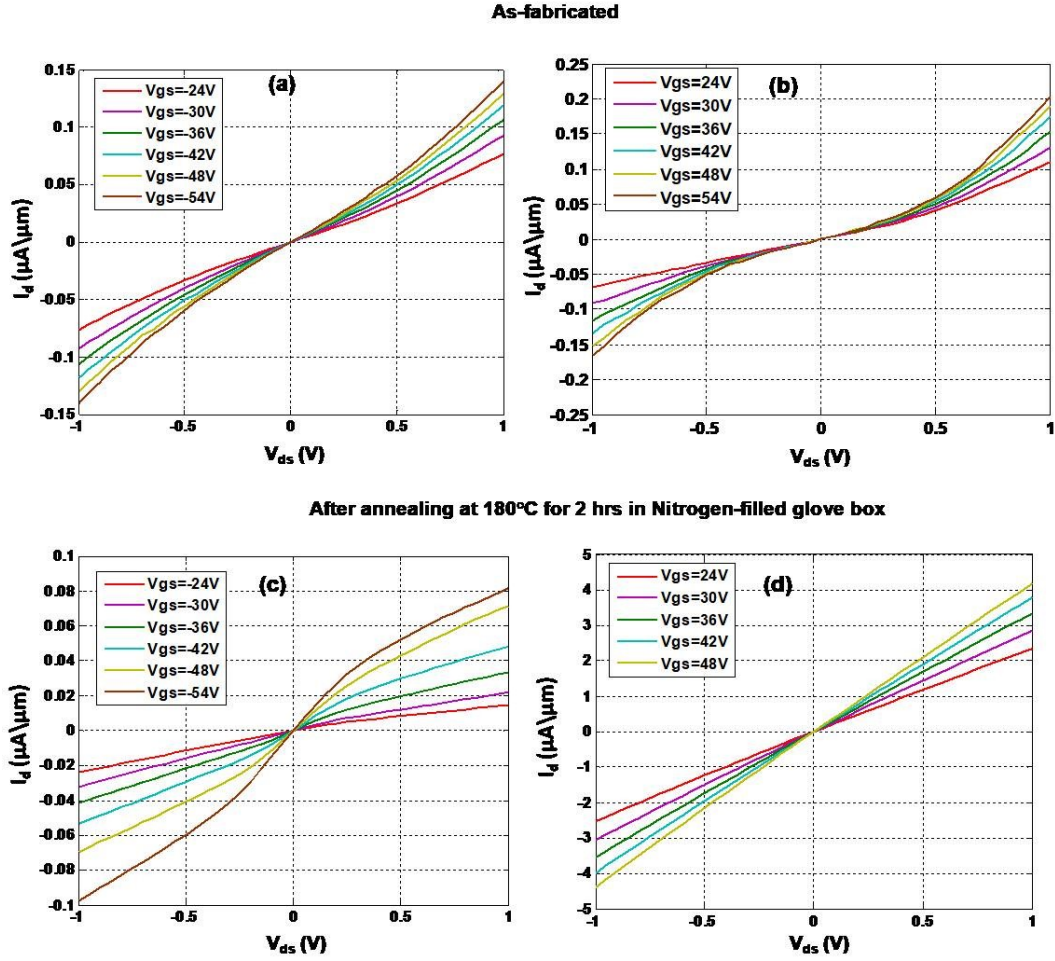 As-fabricated
(a)
Vgs=-24V
Vgs=-30V
Vgs=-36V
Vgs=-42V
Vgs=-48V
Vgs=-54V
0.15
0.1
0.05
0
-0.05
-0.1
-0.15
I_d (µA\µm)
-1 -0.5 0 0.5 1
V_ds (V)
(b)
Vgs=24V
Vgs=30V
Vgs=36V
Vgs=42V
Vgs=48V
Vgs=54V
0.25
0.2
0.15
0.1
0.05
0
-0.05
-0.1
-0.15
-0.2
-0.25
I_d (µA\µm)
-1 -0.5 0 0.5 1
V_ds (V)
After annealing at 180°C for 2 hrs in Nitrogen-filled glove box
(c)
Vgs=-24V
Vgs=-30V
Vgs=-36V
Vgs=-42V
Vgs=-48V
Vgs=-54V
0.1
0.08
0.06
0.04
0.02
0
-0.02
-0.04
-0.06
-0.08
-0.1
I_d (µA\µm)
-1 -0.5 0 0.5 1
V_ds (V)
(d)
Vgs=24V
Vgs=30V
Vgs=36V
Vgs=42V
Vgs=48V
5
4
3
2
1
0
-1
-2
-3
-4
-5
I_d (µA\µm)
-1 -0.5 0 0.5 1
V_ds (V)